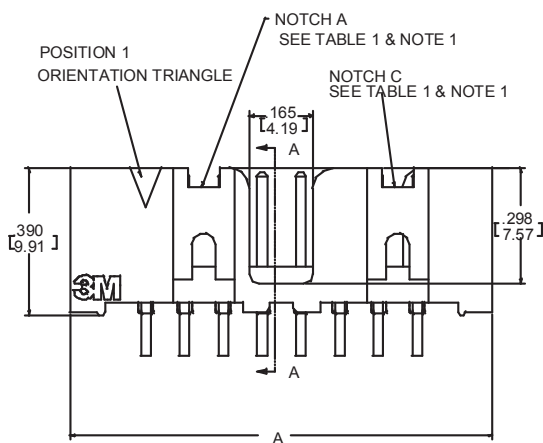 NOTCH A
SEE TABLE 1 & NOTE 1
POSITION 1
ORIENTATION TRIANGLE
NOTCH C
SEE TABLE 1 & NOTE 1
.165
[4.19]
A
.390
[9.91]
.298
[7.57]
3M
A
A